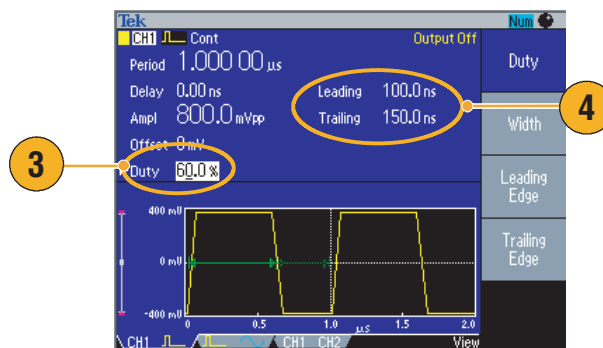 Tek Num
CH1 Cont Output Off
Period 1.000 00 µs
Delay 0.00 ns
Leading 100.0 ns
Ampl 800.0 mVpp
Trailing 150.0 ns
Offset 0 mV
Duty 60.0 %
Duty
Width
Leading
Edge
Trailing
Edge
3
4
400 mV
0 mV
-400 mV
0 0.5 1.0 µs 1.5 2.0
CH1 CH1 CH2 View